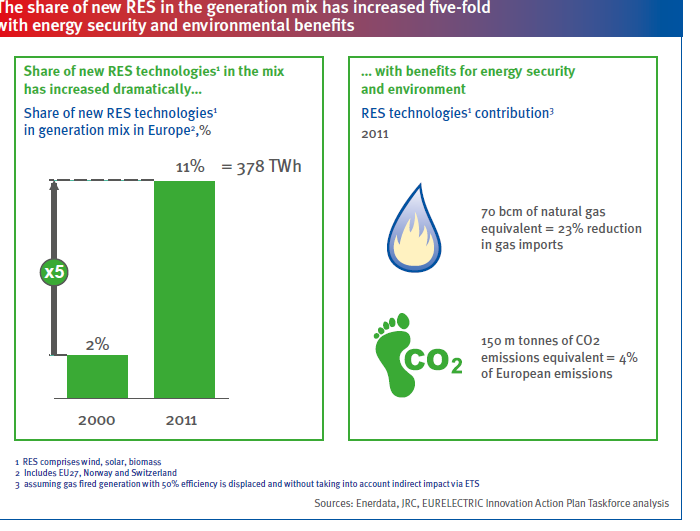 The share of new RES in the generation mix has increased five-fold
with energy security and environmental benefits
Share of new RES technologies¹ in the mix
has increased dramatically...
Share of new RES technologies¹
in generation mix in Europe²,%
11% = 378 TWh
x5
2%
2000 2011
... with benefits for energy security
and environment
RES technologies¹ contribution³
2011
70 bcm of natural gas
equivalent = 23% reduction
in gas imports
CO2
150 m tonnes of CO2
emissions equivalent = 4%
of European emissions
1 RES comprises wind, solar, biomass
2 Includes EU27, Norway and Switzerland
3 assuming gas fired generation with 50% efficiency is displaced and without taking into account indirect impact via ETS
Sources: Enerdata, JRC, EURELECTRIC Innovation Action Plan Taskforce analysis